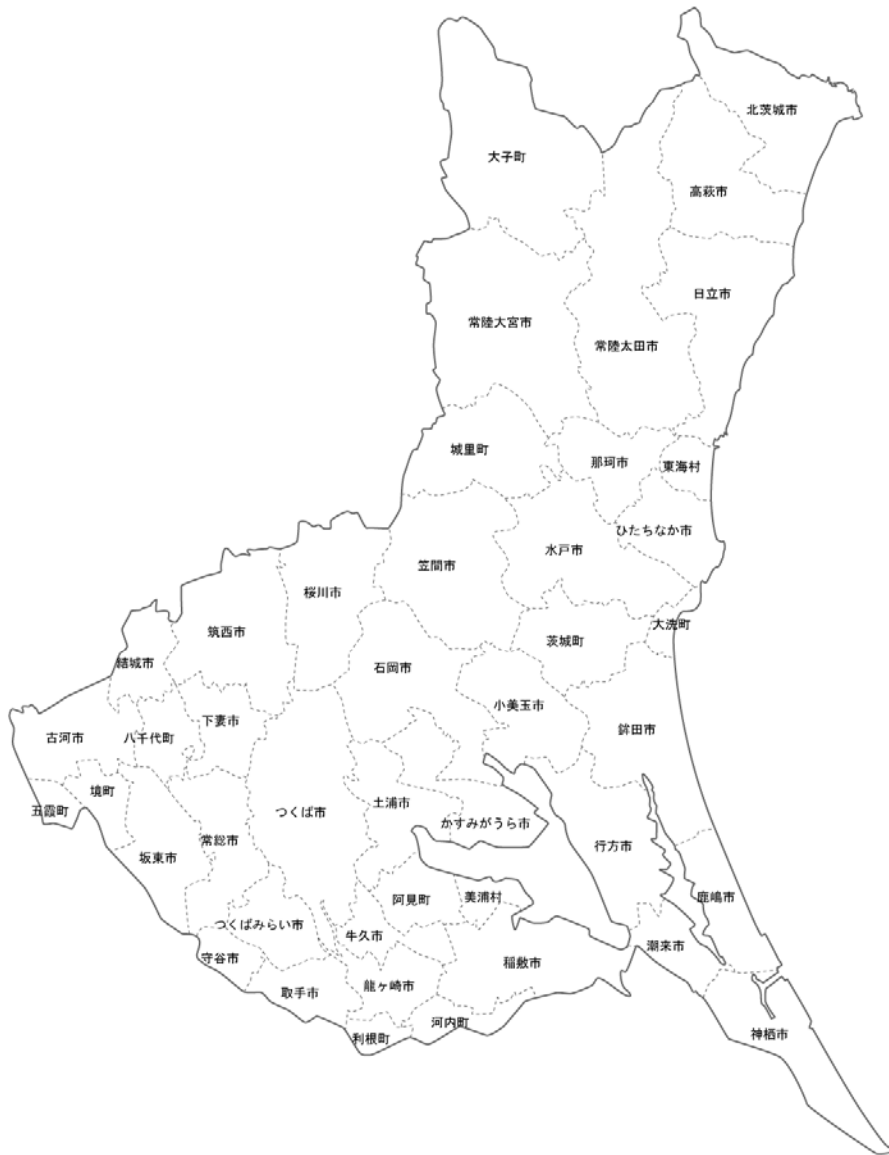 北茨城市
大子町
高萩市
日立市
常陸大宮市
常陸太田市
城里町
那珂市
東海村
ひたちなか市
水戸市
笠間市
桜川市
筑西市
大洗町
茨城町
結城市
石岡市
小美玉市
下妻市
鉾田市
古河市
八千代町
境町
土浦市
五霞町
つくば市
かすみがうら市
常総市
行方市
坂東市
阿見町
美浦村
鹿嶋市
つくばみらい市
牛久市
潮来市
守谷市
稲敷市
取手市
龍ヶ崎市
河内町
神栖市
利根町